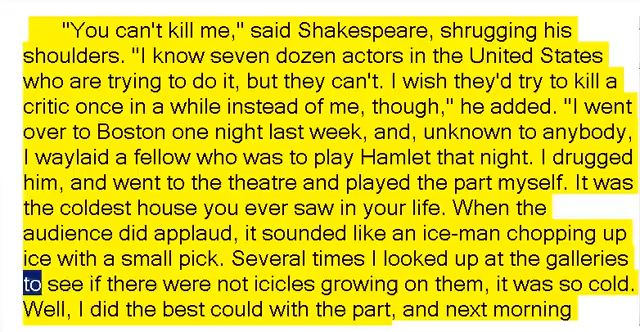 "You can't kill me," said Shakespeare, shrugging his
shoulders. "I know seven dozen actors in the United States
who are trying to do it, but they can't. I wish they'd try to kill a
critic once in a while instead of me, though," he added. "I went
over to Boston one night last week, and, unknown to anybody,
I waylaid a fellow who was to play Hamlet that night. I drugged
him, and went to the theatre and played the part myself. It was
the coldest house you ever saw in your life. When the
audience did applaud, it sounded like an ice-man chopping up
ice with a small pick. Several times I looked up at the galleries
to see if there were not icicles growing on them, it was so cold.
Well, I did the best could with the part, and next morning